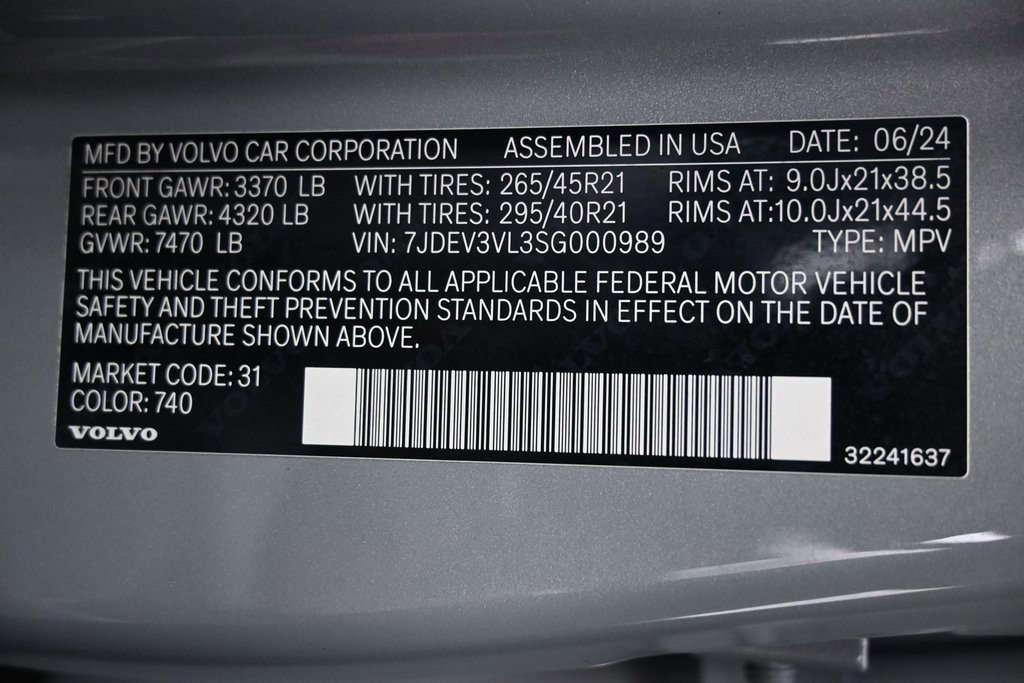 MFD BY VOLVO CAR CORPORATION ASSEMBLED IN USA DATE: 06/24
FRONT GAWR: 3370 LB WITH TIRES: 265/45R21 RIMS AT: 9.0Jx21x38.5
REAR GAWR: 4320 LB WITH TIRES: 295/40R21 RIMS AT:10.0Jx21x44.5
GVWR: 7470 LB VIN: 7JDEV3VL3SG000989 TYPE: MPV
THIS VEHICLE CONFORMS TO ALL APPLICABLE FEDERAL MOTOR VEHICLE
SAFETY AND THEFT PREVENTION STANDARDS IN EFFECT ON THE DATE OF
MANUFACTURE SHOWN ABOVE.
MARKET CODE: 31
COLOR: 740
VOLVO
32241637